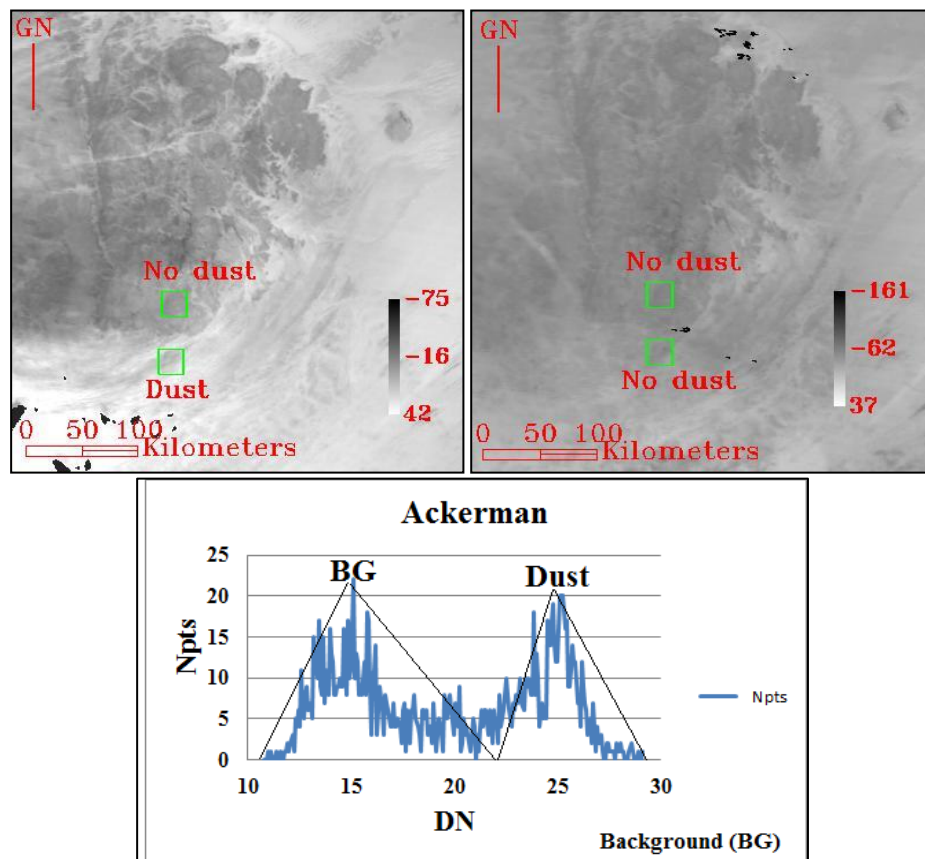 GN
No dust
Dust
-75
-16
42
0 50 100
Kilometers
GN
No dust
No dust
-161
-62
37
0 50 100
Kilometers
Ackerman
25
20
15
10
5
0
Npts
BG
Dust
Npts
10 15 20 25 30
DN
Background (BG)